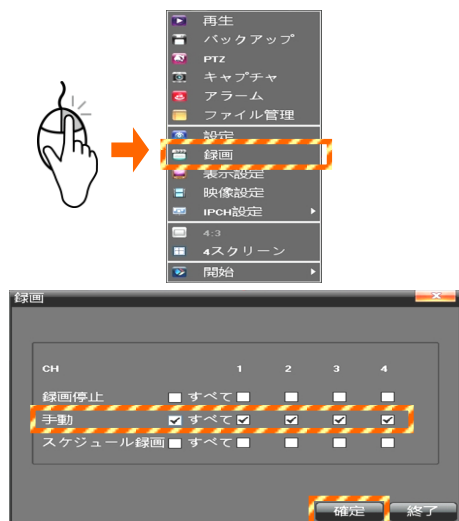 再生
バックアップ
PTZ
キャプチャ
アラーム
ファイル管理
設定
録画
表示設定
映像設定
IPCH設定
4:3
4スクリーン
開始
録画
CH 1 2 3 4
録画停止 すべて
手動 すべて
スケジュール録画 すべて
確定 終了